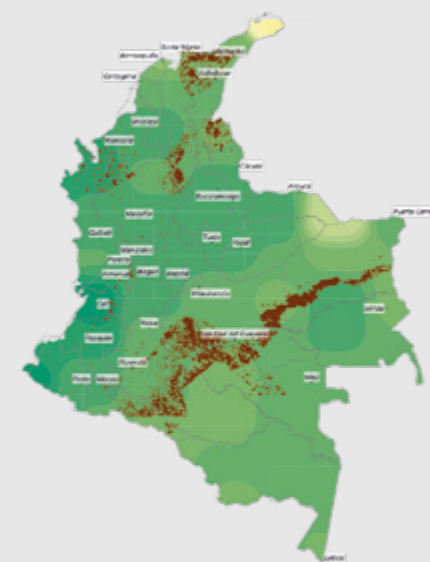 Santa Marta
Barranquilla
Cartagena
Valledupar
Sincelejo
Montería
Cúcuta
Bucaramanga
Arauca
Puerto Carr
Medellín
Quibdó
Tunja
Yopal
Manizales
Pereira
Armenia
Ibagué
Bogotá
Cali
Villavicencio
Neiva
Popayán
San José del Guaviare
Inírida
Florencia
Pasto
Mocoa
Mitú
Leticia